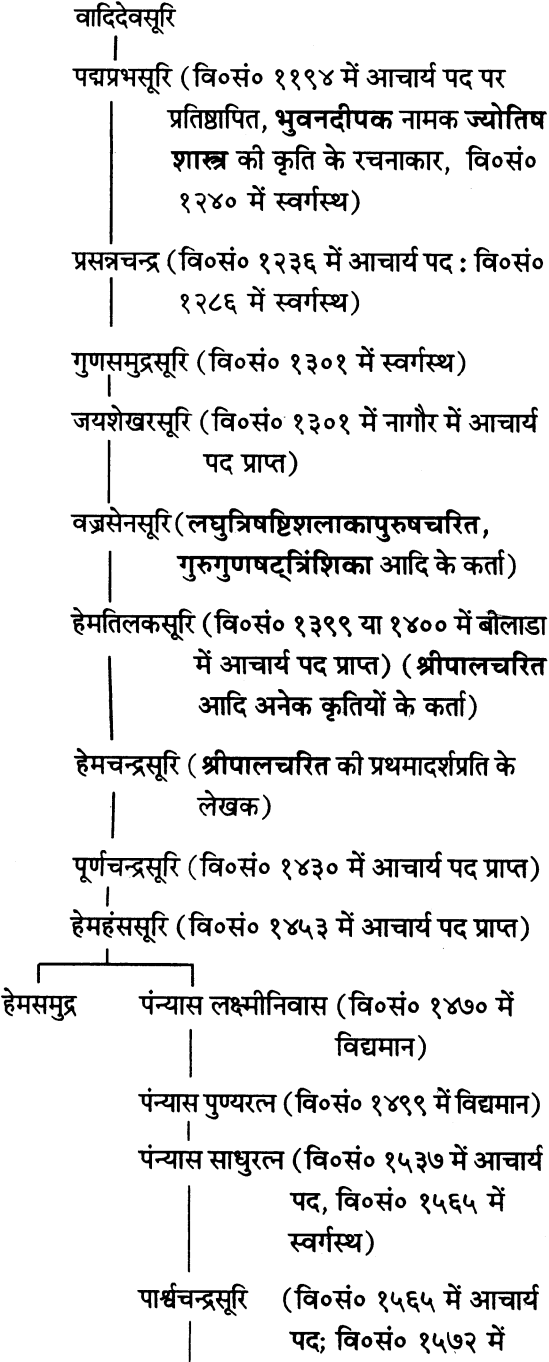 वादिदेवसूरि
पद्मप्रभसूरि (वि०सं० ११९४ में आचार्य पद पर
प्रतिष्ठापित, भुवनदीपक नामक ज्योतिष
शास्त्र की कृति के रचनाकार, वि०सं०
१२४० में स्वर्गस्थ)
प्रसन्नचन्द्र (वि०सं० १२३६ में आचार्य पद : वि०सं०
१२८६ में स्वर्गस्थ)
गुणसमुद्रसूरि (वि०सं० १३०१ में स्वर्गस्थ)
जयशेखरसूरि (वि०सं० १३०१ में नागौर में आचार्य
पद प्राप्त)
वज्रसेनसूरि (लघुत्रिषष्टिशलाकापुरुषचरित,
गुरुगुणषट्त्रिंशिका आदि के कर्ता)
हेमतिलकसूरि (वि०सं० १३९९ या १४०० में बीलाडा
में आचार्य पद प्राप्त) (श्रीपालचरित
आदि अनेक कृतियों के कर्ता)
हेमचन्द्रसूरि (श्रीपालचरित की प्रथमादर्शप्रति के
लेखक)
पूर्णचन्द्रसूरि (वि०सं० १४३० में आचार्य पद प्राप्त)
हेमहंससूरि (वि०सं० १४५३ में आचार्य पद प्राप्त)
हेमसमुद्र पंन्यास लक्ष्मीनिवास (वि०सं० १४७० में
विद्यमान)
पंन्यास पुण्यरत्न (वि०सं० १४९९ में विद्यमान)
पंन्यास साधुरत्न (वि०सं० १५३७ में आचार्य
पद, वि०सं० १५६५ में
स्वर्गस्थ)
पार्श्वचन्द्रसूरि (वि०सं० १५६५ में आचार्य
पद; वि०सं० १५७२ में